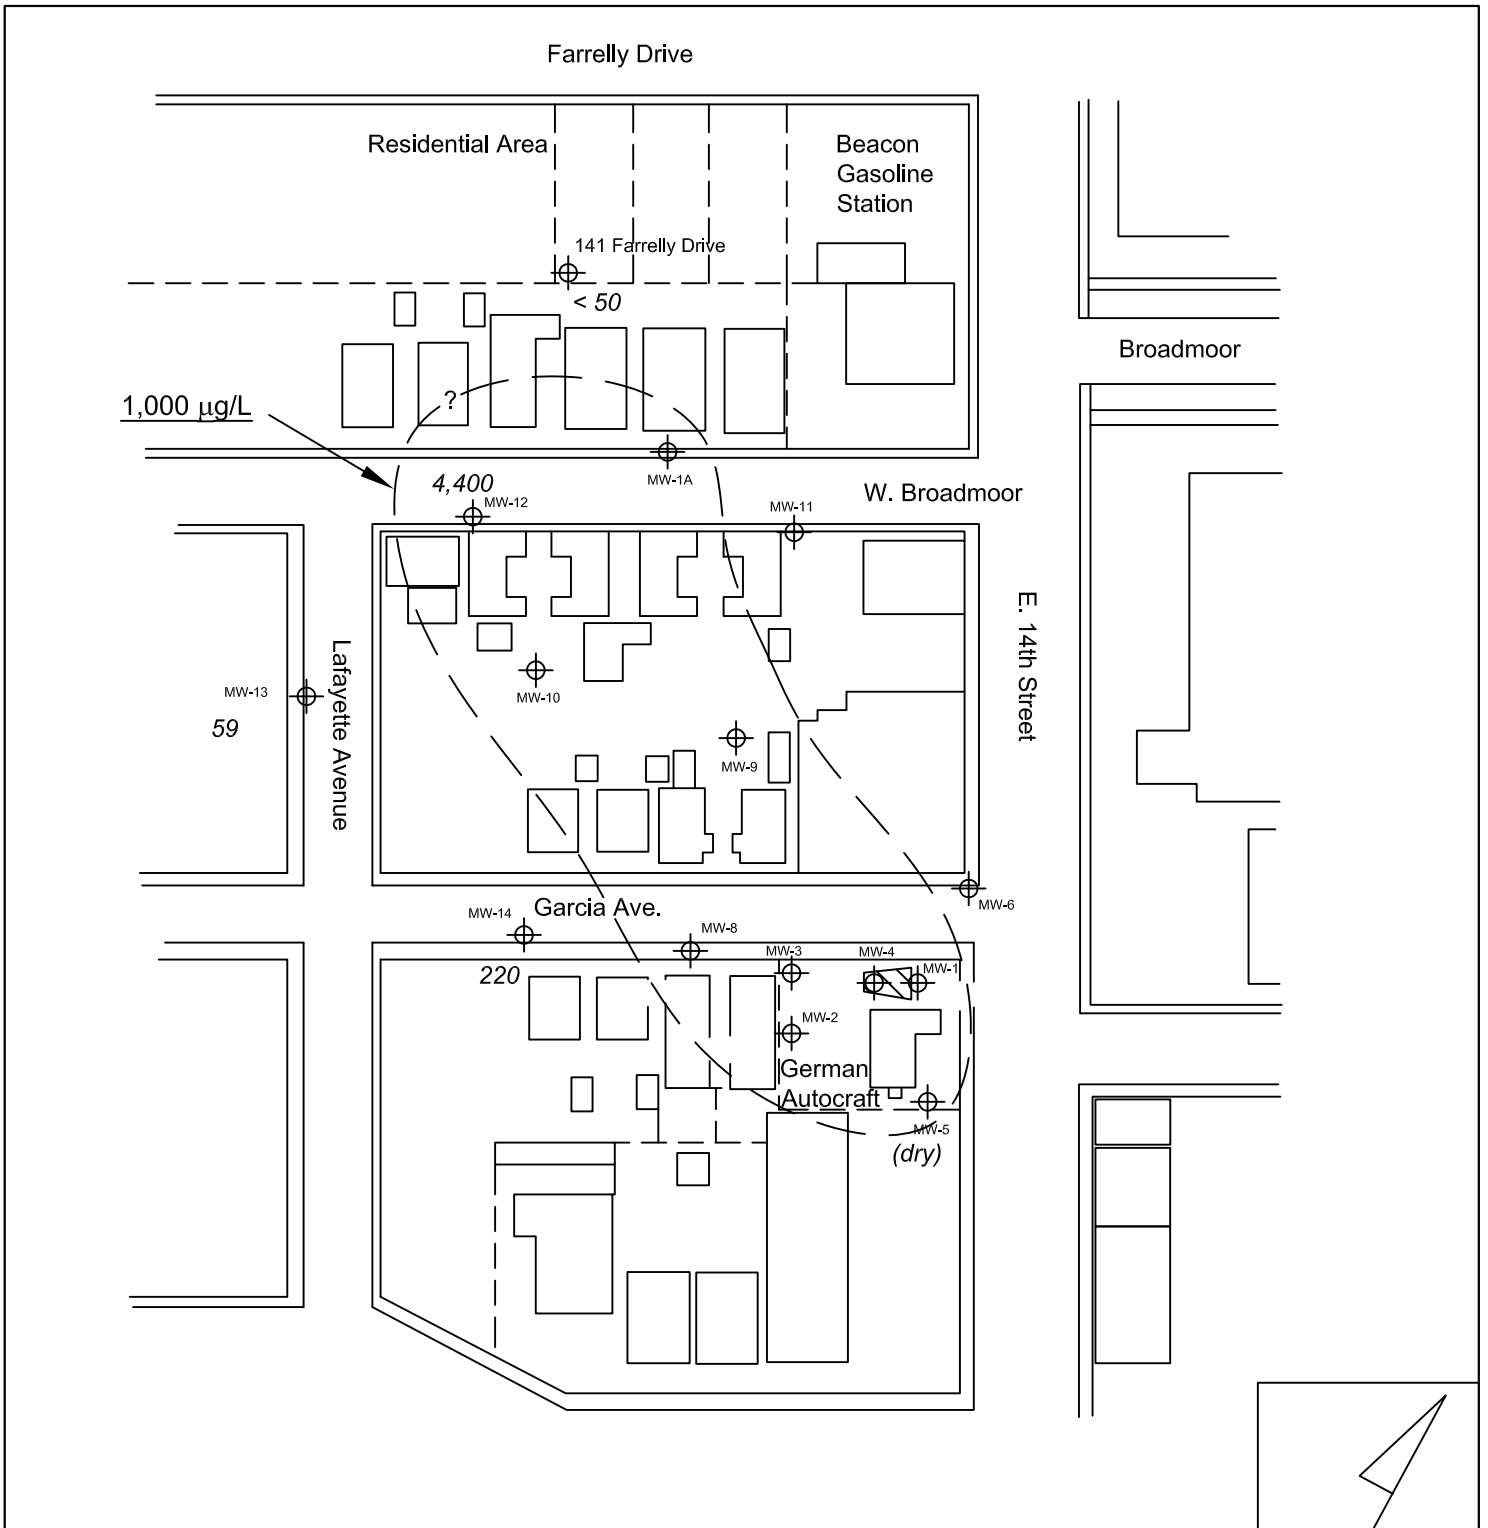 Farrelly Drive
Residential Area
Beacon
Gasoline
Station
141 Farrelly Drive
< 50
Broadmoor
1,000 µg/L
?
4,400
MW-12
MW-1A
W. Broadmoor
MW-11
E. 14th Street
Lafayette Avenue
MW-13
59
MW-10
MW-9
MW-6
Garcia Ave.
MW-14
220
MW-8
MW-3
MW-4
MW-1
MW-2
German
Autocraft
MW-5
(dry)